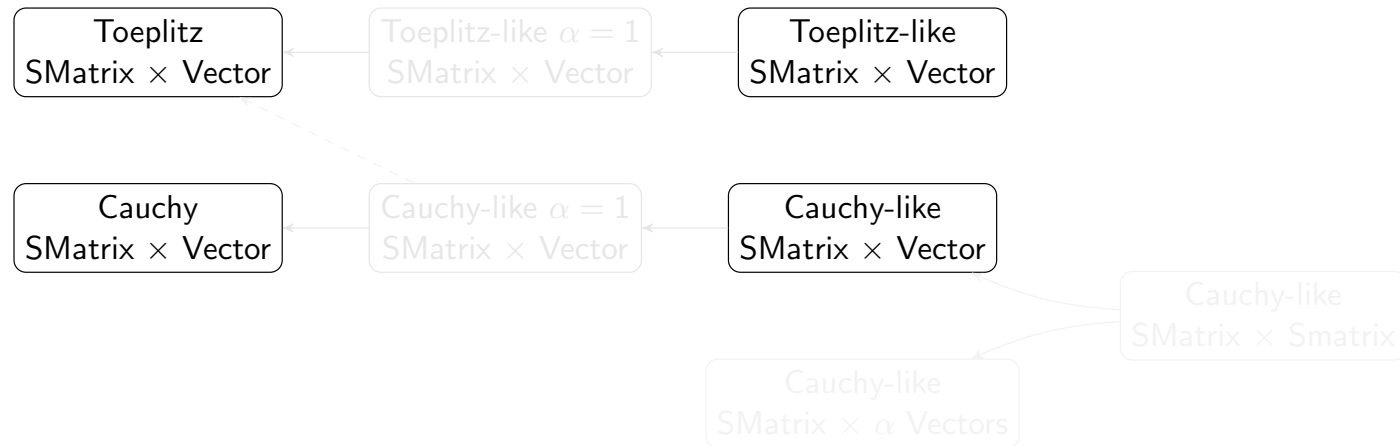 Toeplitz
SMatrix × Vector
Toeplitz-like α = 1
SMatrix × Vector
Toeplitz-like
SMatrix × Vector
Cauchy
SMatrix × Vector
Cauchy-like α = 1
SMatrix × Vector
Cauchy-like
SMatrix × Vector
Cauchy-like
SMatrix × Smatrix
Cauchy-like
SMatrix × α Vectors